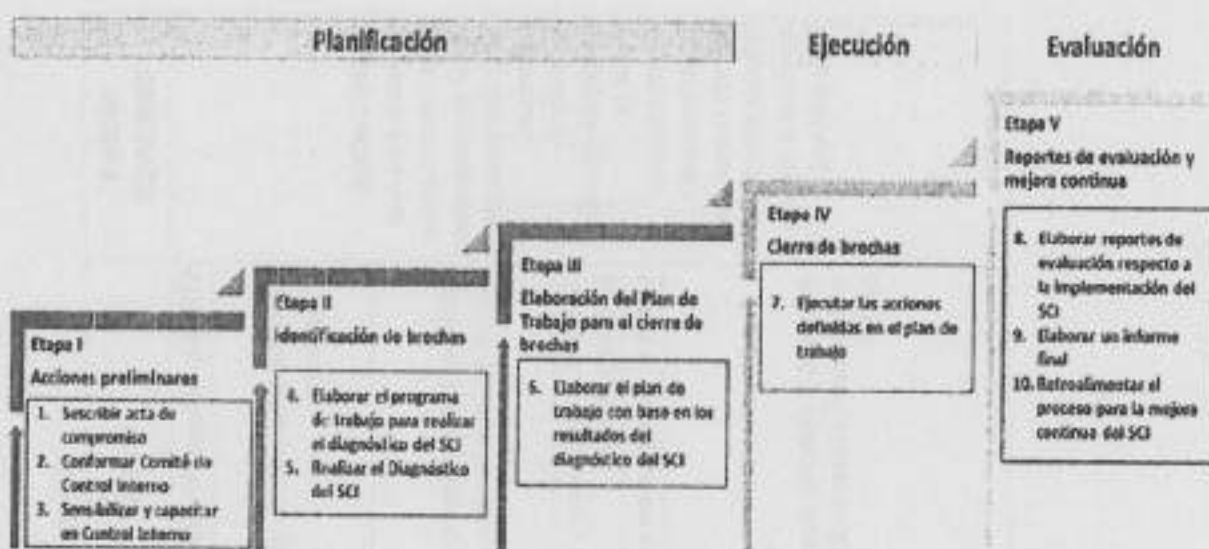 Planificación
Ejecución
Evaluación
Etapa I
Acciones preliminares
1. Suscribir acta de
compromiso
2. Conformar Comité de
Control Interno
3. Sensibilizar y capacitar
en Control Interno
Etapa II
Identificación de brechas
4. Elaborar el programa
de trabajo para realizar
el diagnóstico del SCI
5. Realizar el Diagnóstico
del SCI
Etapa III
Elaboración del Plan de
Trabajo para el cierre de
brechas
6. Elaborar el plan de
trabajo con base en los
resultados del
diagnóstico del SCI
Etapa IV
Cierre de brechas
7. Ejecutar las acciones
definidas en el plan de
trabajo
Etapa V
Reportes de evaluación y
mejora continua
8. Elaborar reportes de
evaluación respecto a
la implementación del
SCI
9. Elaborar un informe
final
10. Retroalimentar el
proceso para la mejora
continua del SCI